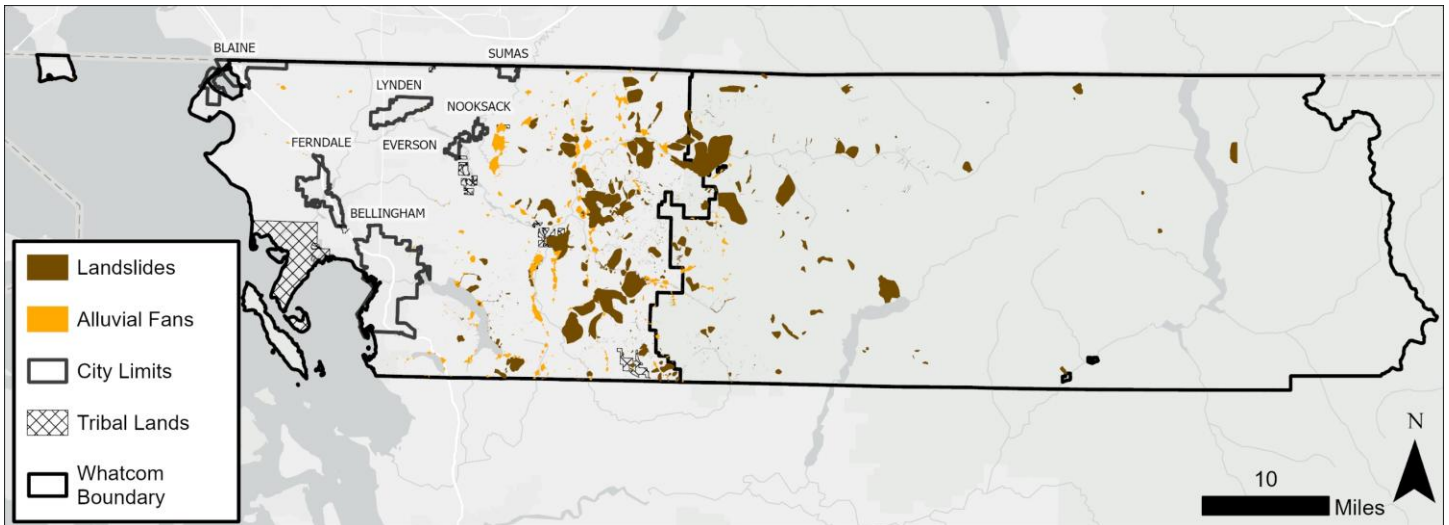 BLAINE
SUMAS
LYNDEN
NOOKSACK
FERNDALE
EVERSON
BELLINGHAM
Landslides
Alluvial Fans
City Limits
Tribal Lands
Whatcom
Boundary
N
10
Miles